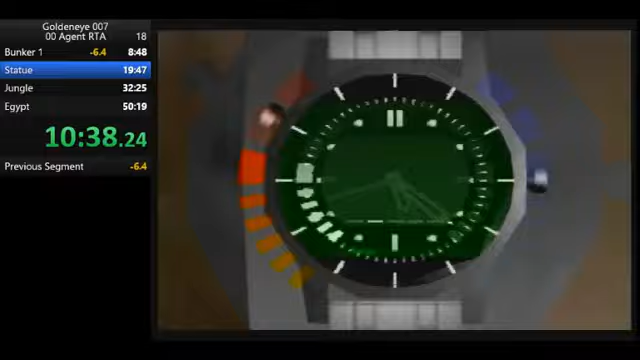 Goldeneye 007
00 Agent RTA 18
Bunker 1 -6.4 8:48
Statue 19:47
Jungle 32:25
Egypt 50:19
10:38.24
Previous Segment -6.4